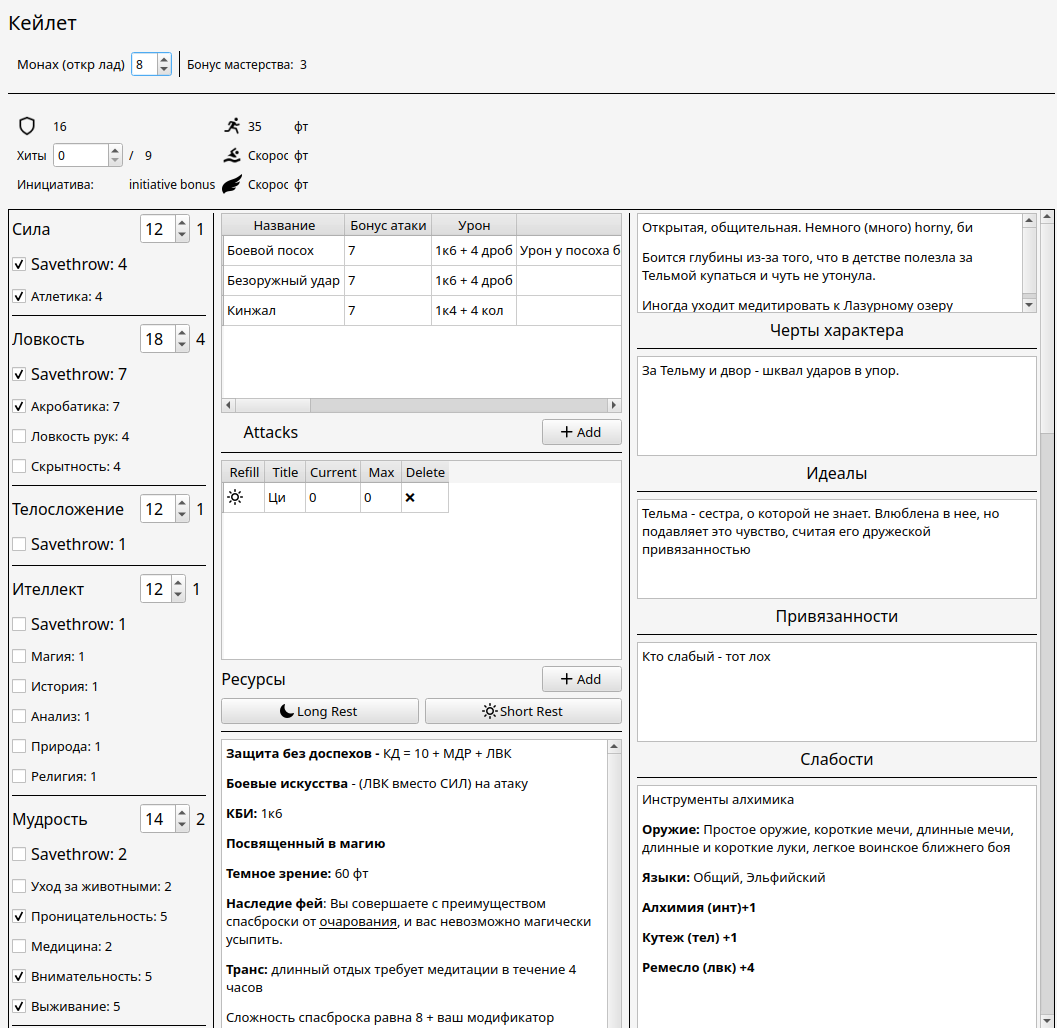 Кейлет
Монах (откр лад) 8 Бонус мастерства: 3
16
35 фт
Хиты 0 / 9
Скорос фт
Инициатива: initiative bonus
Скорос фт
Сила 12 1
Savethrow: 4
Атлетика: 4
Ловкость 18 4
Savethrow: 7
Акробатика: 7
Ловкость рук: 4
Скрытность: 4
Телосложение 12 1
Savethrow: 1
Ителлект 12 1
Savethrow: 1
Магия: 1
История: 1
Анализ: 1
Природа: 1
Религия: 1
Мудрость 14 2
Savethrow: 2
Уход за животными: 2
Проницательность: 5
Медицина: 2
Внимательность: 5
Выживание: 5
Название Бонус атаки Урон
Боевой посох 7 1к6 + 4 дроб Урон у посоха б
Безоружный удар 7 1к6 + 4 дроб
Кинжал 7 1к4 + 4 кол
Attacks + Add
Refill Title Current Max Delete
Ци 0 0
Ресурсы + Add
Long Rest Short Rest
Защита без доспехов - КД = 10 + МДР + ЛВК
Боевые искусства - (ЛВК вместо СИЛ) на атаку
КБИ: 1к6
Посвященный в магию
Темное зрение: 60 фт
Наследие фей: Вы совершаете с преимуществом
спасброски от очарования, и вас невозможно магически
усыпить.
Транс: длинный отдых требует медитации в течение 4
часов
Сложность спасброска равна 8 + ваш модификатор
Открытая, общительная. Немного (много) horny, би
Боится глубины из-за того, что в детстве полезла за
Тельмой купаться и чуть не утонула.
Иногда уходит медитировать к Лазурному озеру
Черты характера
За Тельму и двор - шквал ударов в упор.
Идеалы
Тельма - сестра, о которой не знает. Влюблена в нее, но
подавляет это чувство, считая его дружеской
привязанностью
Привязанности
Кто слабый - тот лох
Слабости
Инструменты алхимика
Оружие: Простое оружие, короткие мечи, длинные мечи,
длинные и короткие луки, легкое воинское ближнего боя
Языки: Общий, Эльфийский
Алхимия (инт)+1
Кутеж (тел) +1
Ремесло (лвк) +4